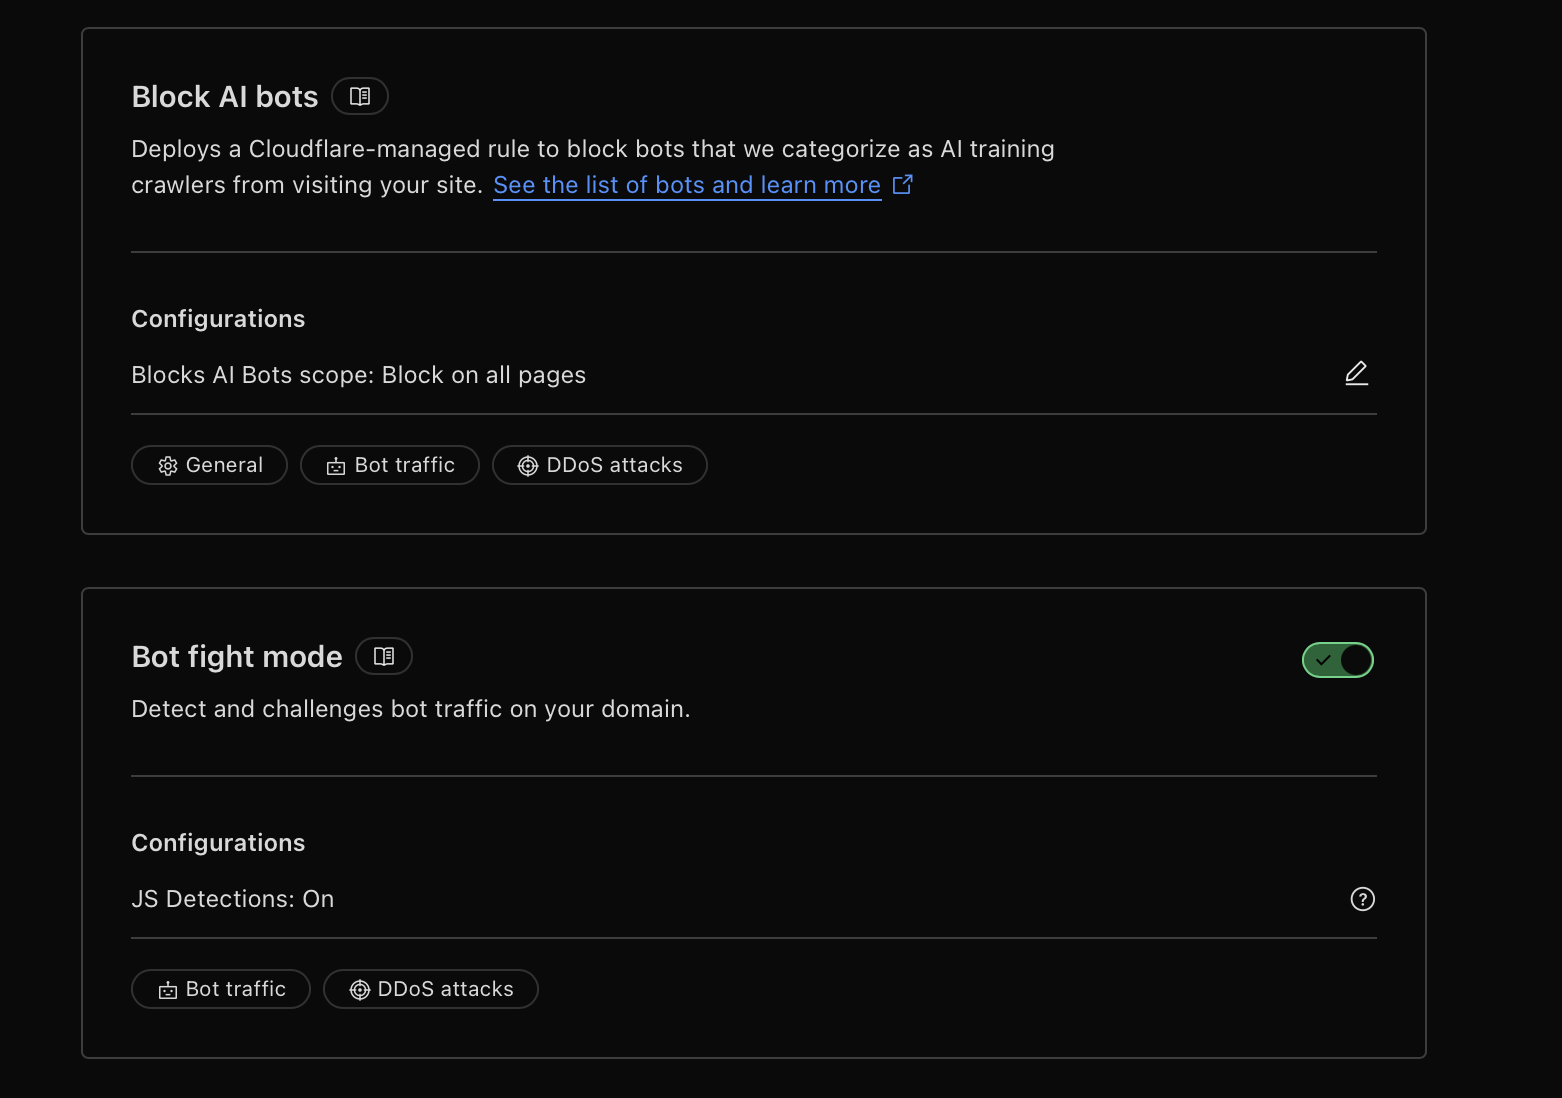 Block AI bots
Deploys a Cloudflare-managed rule to block bots that we categorize as AI training
crawlers from visiting your site. See the list of bots and learn more
Configurations
Blocks AI Bots scope: Block on all pages
General Bot traffic DDoS attacks
Bot fight mode
Detect and challenges bot traffic on your domain.
Configurations
JS Detections: On
Bot traffic DDoS attacks